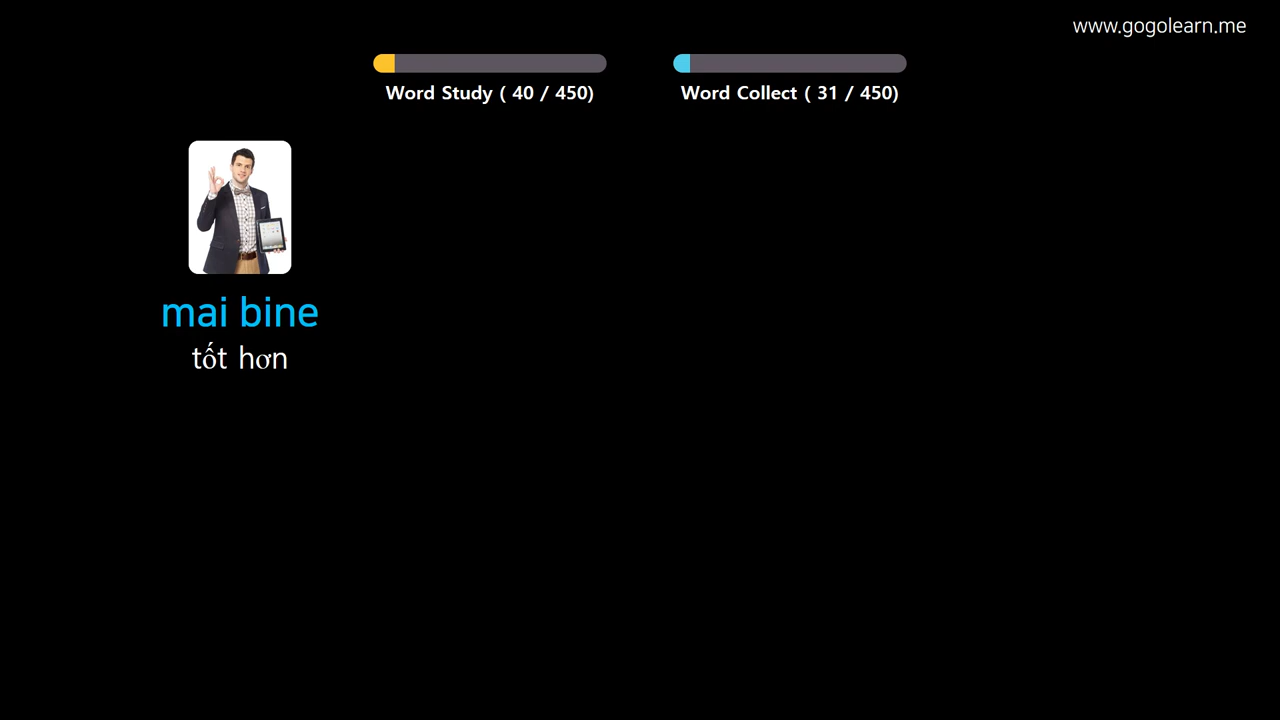 www.gogolearn.me
Word Study ( 40 / 450)
Word Collect ( 31 / 450)
mai bine
tốt hơn